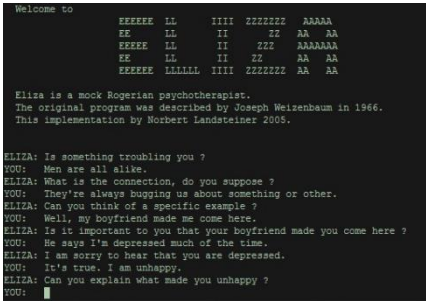 Welcome to
EEEEEE  LL      IIII  ZZZZZZZ   AAAAA
EE      LL       II       ZZ   AA   AA
EEEEE   LL       II      ZZZ   AAAAAAA
EE      LL       II     ZZ     AA   AA
EEEEEE  LLLLLL  IIII  ZZZZZZZ  AA   AA
Eliza is a mock Rogerian psychotherapist.
The original program was described by Joseph Weizenbaum in 1966.
This implementation by Norbert Landsteiner 2005.
ELIZA: Is something troubling you ?
YOU:   Men are all alike.
ELIZA: What is the connection, do you suppose ?
YOU:   They're always bugging us about something or other.
ELIZA: Can you think of a specific example ?
YOU:   Well, my boyfriend made me come here.
ELIZA: Is it important to you that your boyfriend made you come here ?
YOU:   He says I'm depressed much of the time.
ELIZA: I am sorry to hear that you are depressed.
YOU:   It's true. I am unhappy.
ELIZA: Can you explain what made you unhappy ?
YOU: